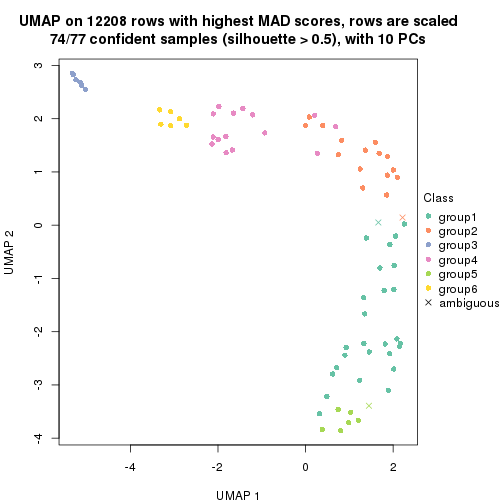 UMAP on 12208 rows with highest MAD scores, rows are scaled
74/77 confident samples (silhouette > 0.5), with 10 PCs
3
2
1
0
-1
-2
-3
-4
UMAP 2
-4
-2
0
2
UMAP 1
Class
group1
group2
group3
group4
group5
group6
ambiguous